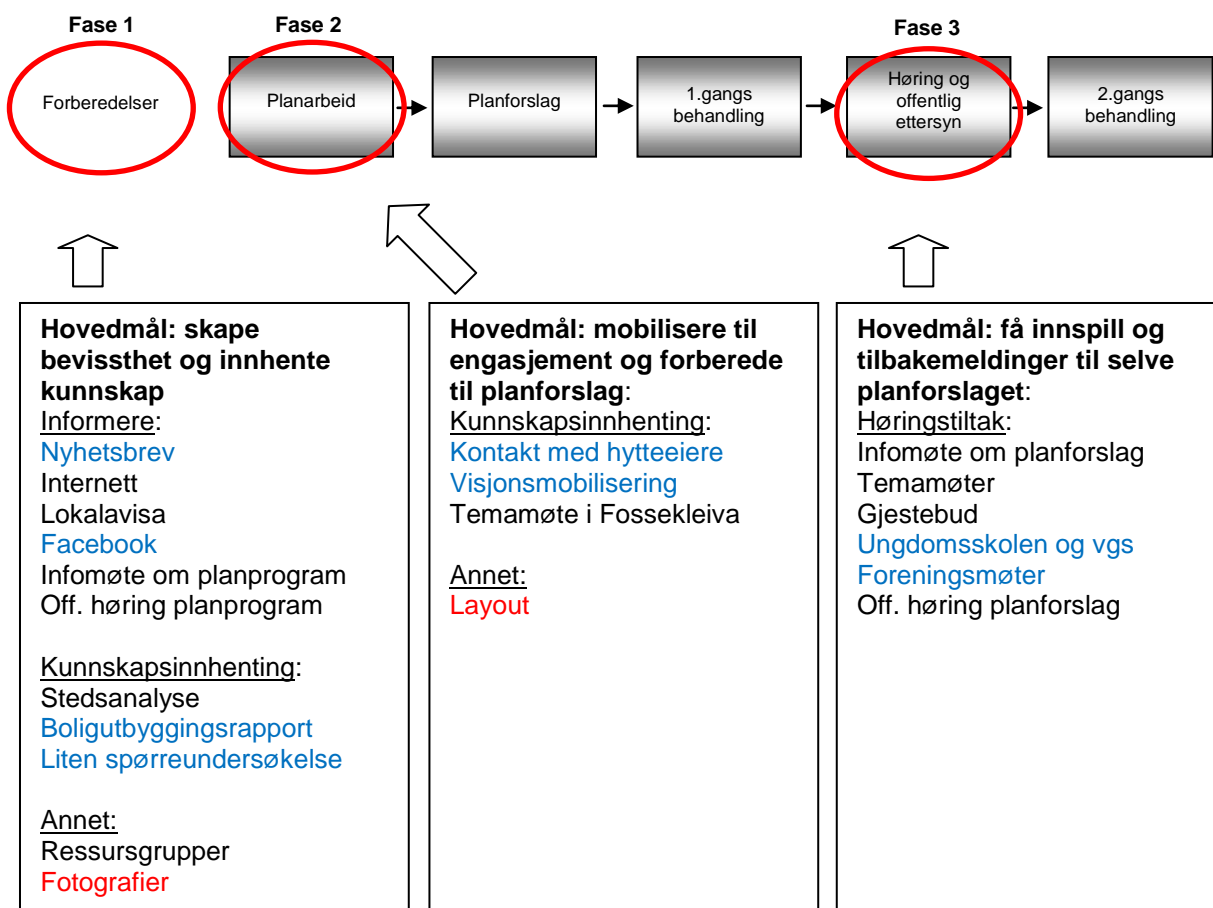 Fase 1
Fase 2
Fase 3
Forberedelser
Planarbeid
Planforslag
1.gangs
behandling
Høring og
offentlig
ettersyn
2.gangs
behandling
Hovedmål: skape
bevissthet og innhente
kunnskap
Informere:
Nyhetsbrev
Internett
Lokalavisa
Facebook
Infomøte om planprogram
Off. høring planprogram
Kunnskapsinnhenting:
Stedsanalyse
Boligutbyggingsrapport
Liten spørreundersøkelse
Annet:
Ressursgrupper
Fotografier
Hovedmål: mobilisere til
engasjement og forberede
til planforslag:
Kunnskapsinnhenting:
Kontakt med hytteeiere
Visjonsmobilisering
Temamøte i Fossekleiva
Annet:
Layout
Hovedmål: få innspill og
tilbakemeldinger til selve
planforslaget:
Høringstiltak:
Infomøte om planforslag
Temamøter
Gjestebud
Ungdomsskolen og vgs
Foreningsmøter
Off. høring planforslag